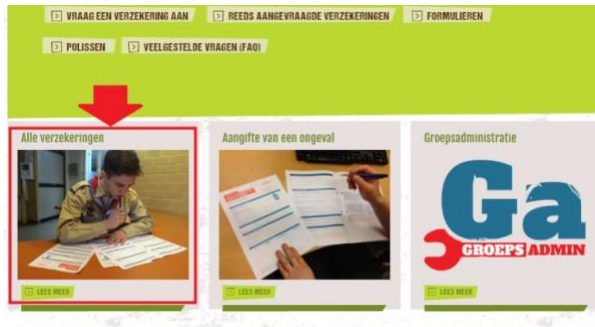 VRAAG EEN VERZEKERING AAN
REEDS AANGEVRAAGDE VERZEKERINGEN
FORMULIEREN
POLISSEN
VEELGESTELDE VRAGEN (FAQ)
Alle verzekeringen
Aangifte van een ongeval
Groepsadministratie
Ga
GROEPS ADMIN
LEES MEER
LEES MEER
LEES MEER